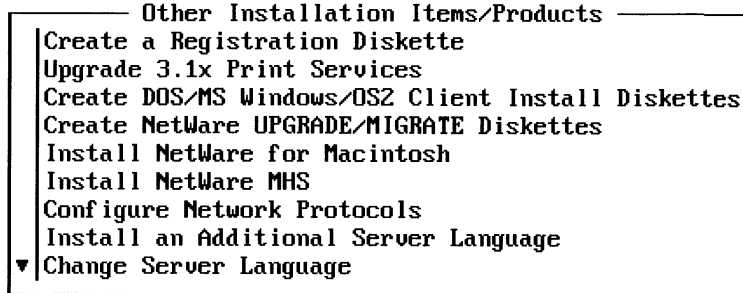 Other Installation Items/Products
Create a Registration Diskette
Upgrade 3.1x Print Services
Create DOS/MS Windows/OS2 Client Install Diskettes
Create NetWare UPGRADE/MIGRATE Diskettes
Install NetWare for Macintosh
Install NetWare MHS
Configure Network Protocols
Install an Additional Server Language
Change Server Language